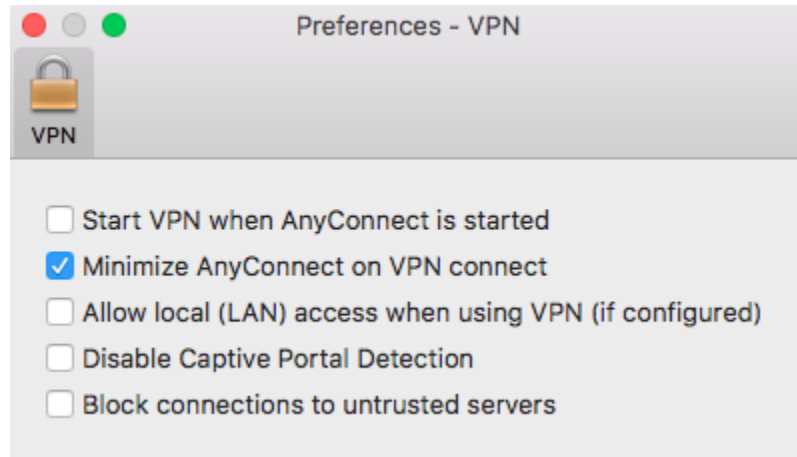 Preferences - VPN
VPN
Start VPN when AnyConnect is started
Minimize AnyConnect on VPN connect
Allow local (LAN) access when using VPN (if configured)
Disable Captive Portal Detection
Block connections to untrusted servers